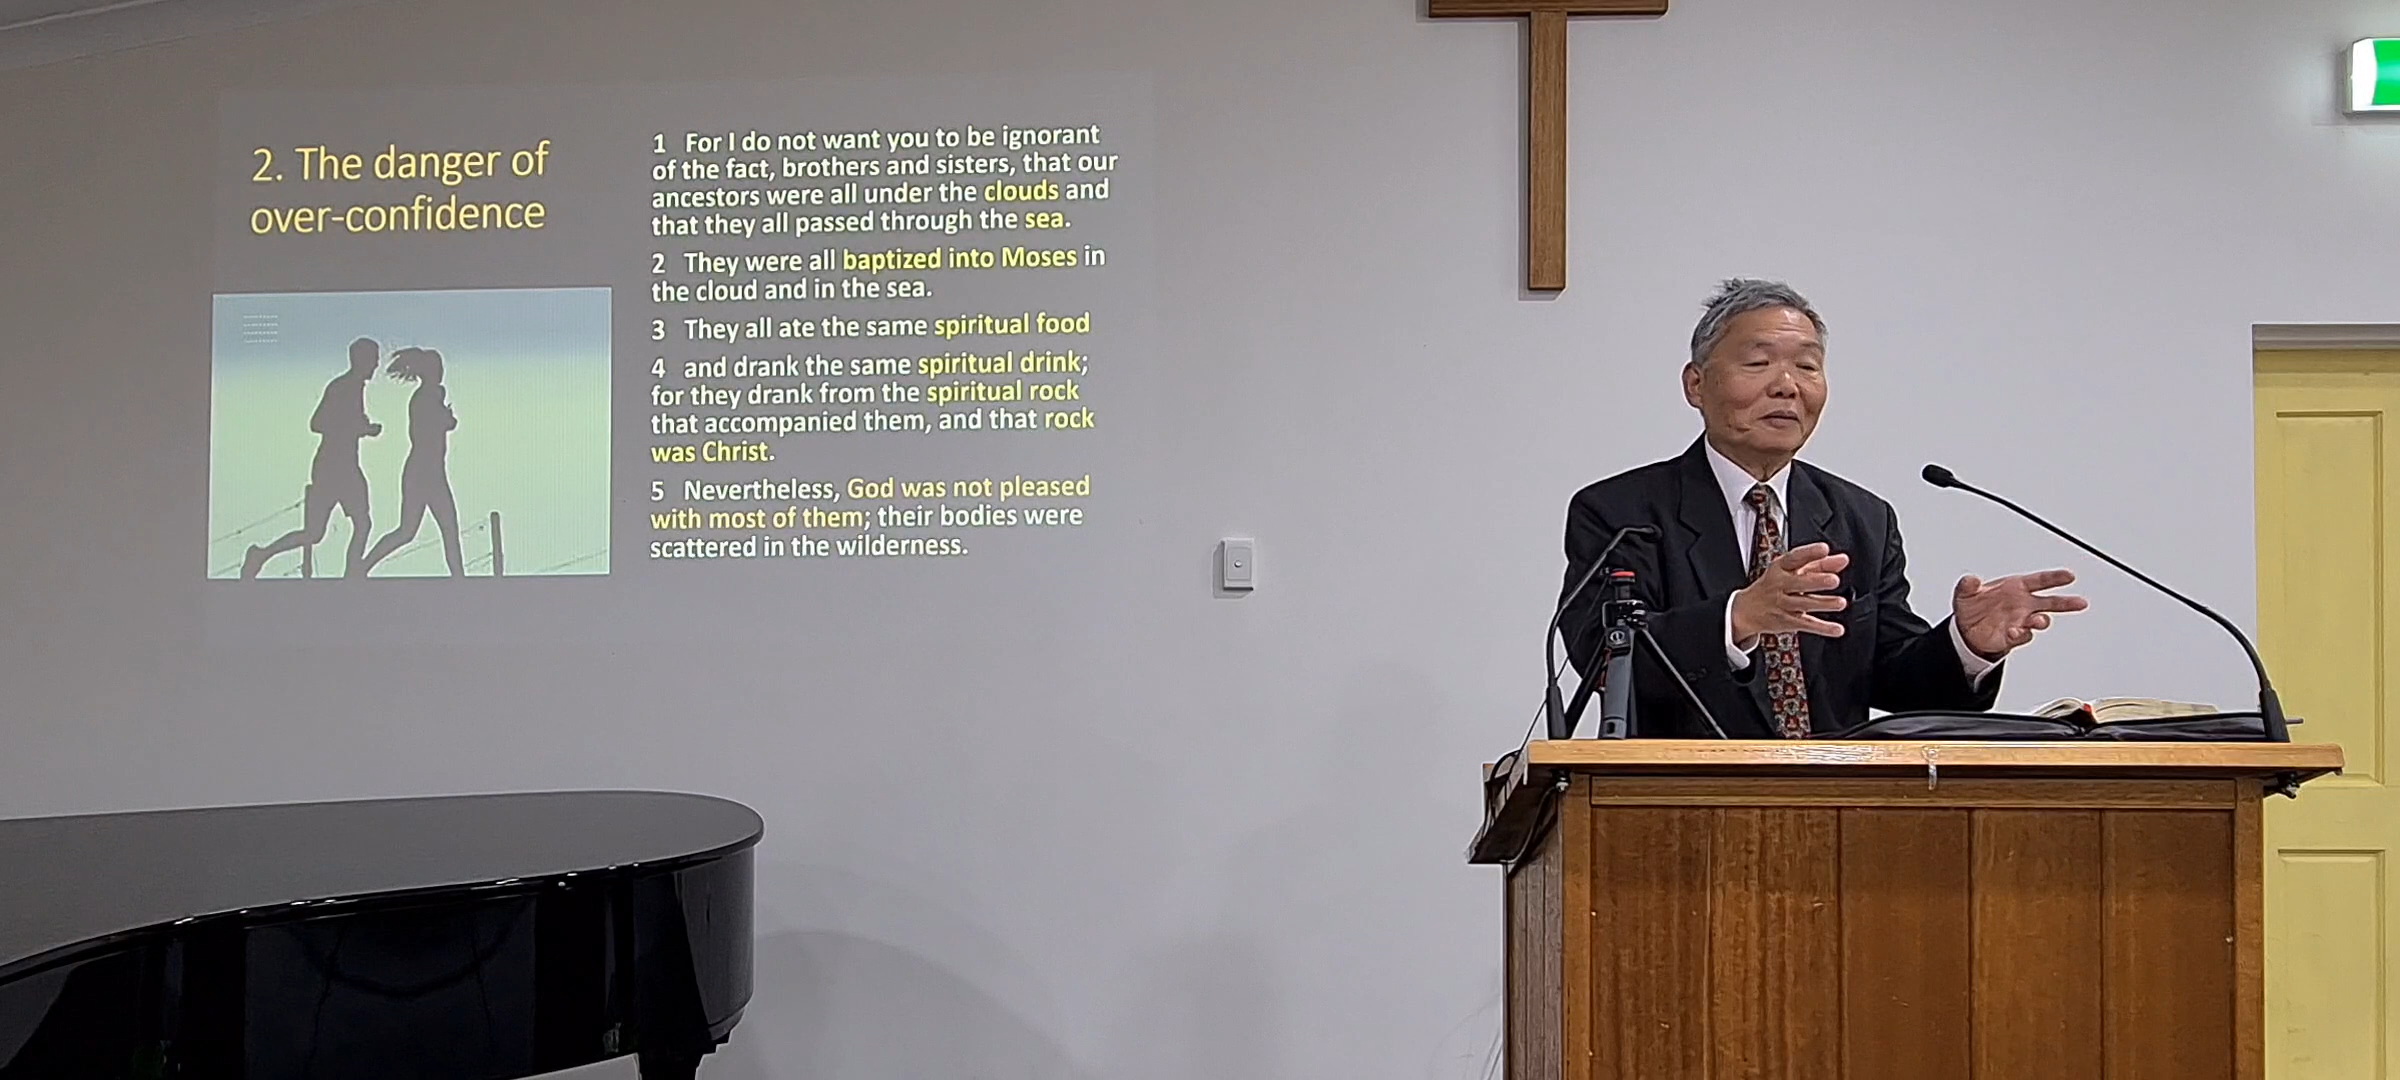 2. The danger of
over-confidence
1 For I do not want you to be ignorant
of the fact, brothers and sisters, that our
ancestors were all under the clouds and
that they all passed through the sea.
2 They were all baptized into Moses in
the cloud and in the sea.
3 They all ate the same spiritual food
4 and drank the same spiritual drink;
for they drank from the spiritual rock
that accompanied them, and that rock
was Christ.
5 Nevertheless, God was not pleased
with most of them; their bodies were
scattered in the wilderness.